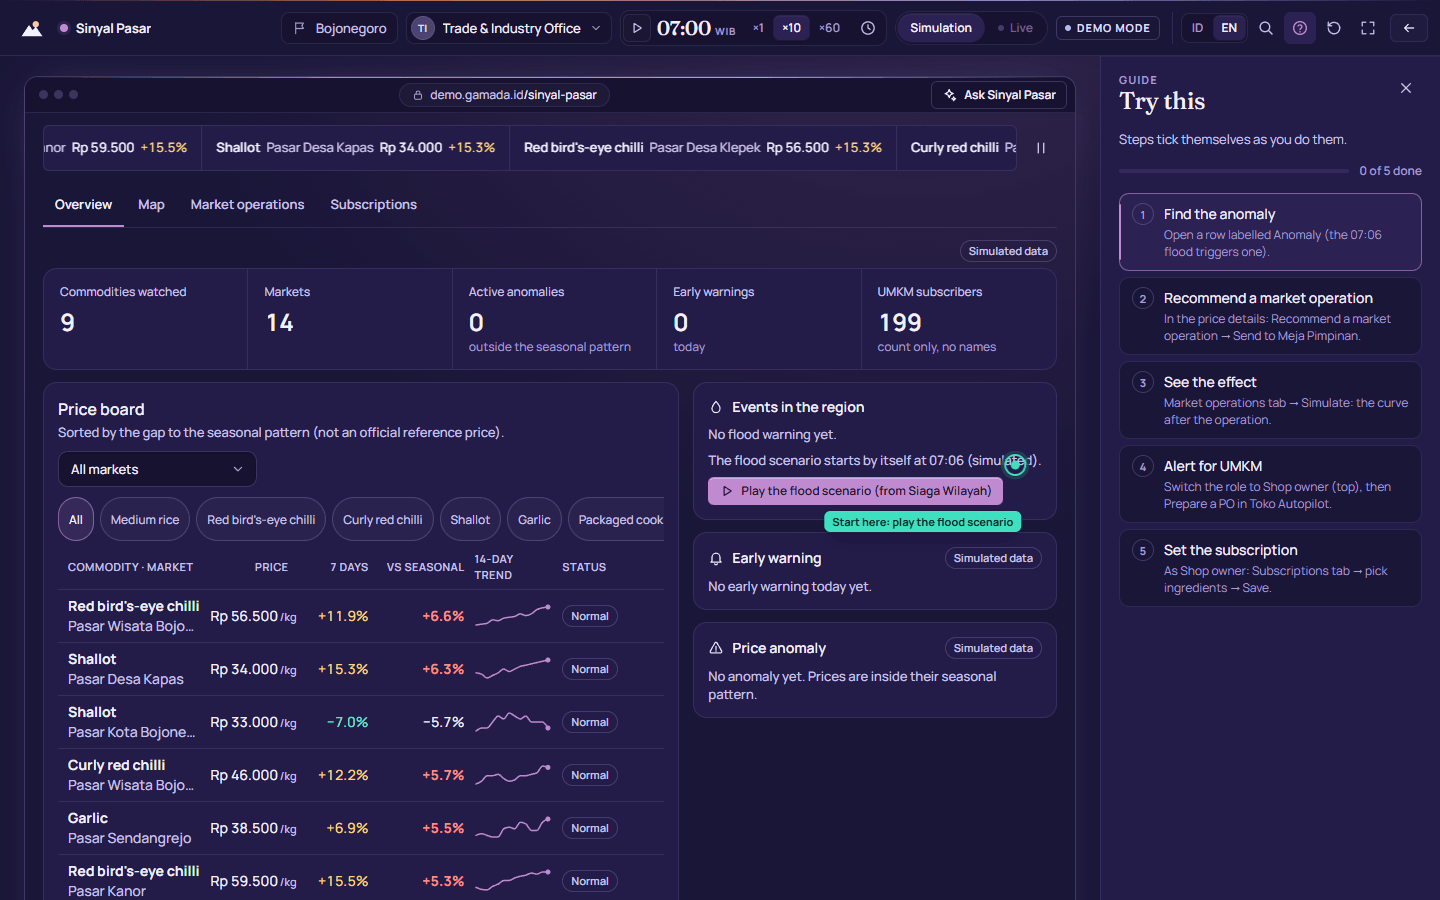 Sinyal Pasar
Bojonegoro
TI Trade & Industry Office
07:00 WIB
×1 ×10 ×60
Simulation
Live
DEMO MODE
ID EN
demo.gamada.id/sinyal-pasar
Ask Sinyal Pasar
anor Rp 59.500 +15.5%
Shallot Pasar Desa Kapas Rp 34.000 +15.3%
Red bird's-eye chilli Pasar Desa Klepek Rp 56.500 +15.3%
Curly red chilli Pa
Overview Map Market operations Subscriptions
Simulated data
Commodities watched
9
Markets
14
Active anomalies
0
outside the seasonal pattern
Early warnings
0
today
UMKM subscribers
199
count only, no names
Price board
Sorted by the gap to the seasonal pattern (not an official reference price).
All markets
All Medium rice Red bird's-eye chilli Curly red chilli Shallot Garlic Packaged cook
COMMODITY · MARKET PRICE 7 DAYS VS SEASONAL 14-DAY TREND STATUS
Red bird's-eye chilli
Pasar Wisata Bojo... Rp 56.500 /kg +11.9% +6.6% Normal
Shallot
Pasar Desa Kapas Rp 34.000 /kg +15.3% +6.3% Normal
Shallot
Pasar Kota Bojone... Rp 33.000 /kg −7.0% −5.7% Normal
Curly red chilli
Pasar Wisata Bojo... Rp 46.000 /kg +12.2% +5.7% Normal
Garlic
Pasar Sendangrejo Rp 38.500 /kg +6.9% +5.5% Normal
Red bird's-eye chilli
Pasar Kanor Rp 59.500 /kg +15.5% +5.3% Normal
Events in the region
No flood warning yet.
The flood scenario starts by itself at 07:06 (simulated).
Play the flood scenario (from Siaga Wilayah)
Start here: play the flood scenario
Early warning
Simulated data
No early warning today yet.
Price anomaly
Simulated data
No anomaly yet. Prices are inside their seasonal
pattern.
GUIDE
Try this
Steps tick themselves as you do them.
0 of 5 done
1 Find the anomaly
Open a row labelled Anomaly (the 07:06
flood triggers one).
2 Recommend a market operation
In the price details: Recommend a market
operation → Send to Meja Pimpinan.
3 See the effect
Market operations tab → Simulate: the curve
after the operation.
4 Alert for UMKM
Switch the role to Shop owner (top), then
Prepare a PO in Toko Autopilot.
5 Set the subscription
As Shop owner: Subscriptions tab → pick
ingredients → Save.